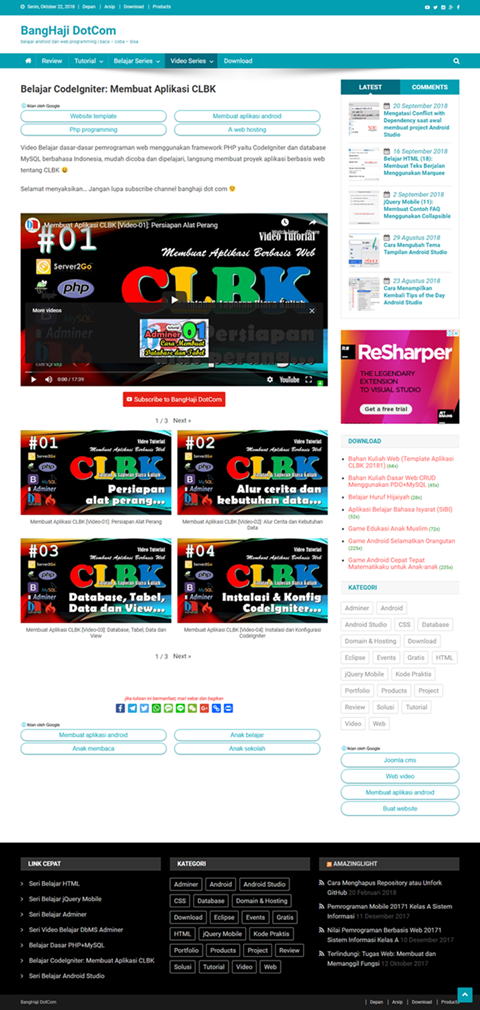 Senin, Oktober 22, 2018 | Depan | Arsip | Download | Products
BangHaji DotCom
belajar android dan web programming | baca – coba – bisa
Review Tutorial Belajar Series Video Series Download
Belajar CodeIgniter: Membuat Aplikasi CLBK
Iklan oleh Google
Website template
Membuat aplikasi android
Php programming
A web hosting
Video Belajar dasar-dasar pemrograman web menggunakan framework PHP yaitu CodeIgniter dan database
MySQL berbahasa Indonesia, mudah dicoba dan dipelajari, langsung membuat proyek aplikasi berbasis web
tentang CLBK
Selamat menyaksikan... Jangan lupa subscribe channel banghaji dot com
Membuat Aplikasi CLBK [Video-01]: Persiapan Alat Perang
#01
Video Tutorial
Membuat Aplikasi Berbasis Web
Server2Go
php
CLBK
More videos
Adminer 01
Cara Membuat
Database dan Tabel
Persiapan
alat perang...
Adminer
0:00 / 17:39
YouTube
Subscribe to BangHaji DotCom
1 / 3 Next »
#01
Video Tutorial
Membuat Aplikasi Berbasis Web
CLBK
Persiapan
alat perang...
Membuat Aplikasi CLBK [Video-01]: Persiapan Alat Perang
#02
Video Tutorial
Membuat Aplikasi Berbasis Web
CLBK
Alur cerita dan
kebutuhan data...
Membuat Aplikasi CLBK [Video-02]: Alur Cerita dan Kebutuhan
Data
#03
Video Tutorial
Membuat Aplikasi Berbasis Web
CLBK
Database, Tabel,
Data dan View...
Membuat Aplikasi CLBK [Video-03]: Database, Tabel, Data dan
View
#04
Video Tutorial
Membuat Aplikasi Berbasis Web
CLBK
Instalasi & Konfig
CodeIgniter...
Membuat Aplikasi CLBK [Video-04]: Instalasi dan Konfigurasi
CodeIgniter
1 / 3 Next »
jika tulisan ini bermanfaat, mari sebar dan bagikan
Iklan oleh Google
Membuat aplikasi android
Anak belajar
Anak membaca
Anak sekolah
LATEST COMMENTS
20 September 2018
Mengatasi Conflict with
Dependency saat awal
membuat project Android
Studio
16 September 2018
Belajar HTML (18):
Membuat Teks Berjalan
Menggunakan Marquee
2 September 2018
jQuery Mobile (11):
Membuat Conten FAQ
Menggunakan Collapsible
29 Agustus 2018
Cara Mengubah Tema
Tampilan Android Studio
23 Agustus 2018
Cara Menampilkan
Kembali Tips of the Day
Android Studio
ReSharper
THE LEGENDARY
EXTENSION
TO VISUAL STUDIO
Get a free trial
JET
BRAINS
DOWNLOAD
Bahan Kuliah Web (Template Aplikasi
CLBK 20181) (64x)
Bahan Kuliah Dasar Web CRUD
Menggunakan PDO+MySQL (41x)
Belajar Huruf Hijaiyah (28x)
Aplikasi Belajar Bahasa Isyarat (SIBI)
(32x)
Game Edukasi Anak Muslim (72x)
Game Android Selamatkan Orangutan
(225x)
Game Android Cepat Tepat
Matematikaku untuk Anak-anak (225x)
KATEGORI
Adminer Android
Android Studio CSS Database
Domain & Hosting Download
Eclipse Events Gratis HTML
jQuery Mobile Kode Praktis
Portfolio Products Project
Review Solusi Tutorial
Video Web
Iklan oleh Google
Joomla cms
Web video
Membuat aplikasi android
Buat website
LINK CEPAT
Seri Belajar HTML
Seri Belajar jQuery Mobile
Seri Belajar Adminer
Seri Video Belajar DbMS Adminer
Belajar Dasar PHP+MySQL
Belajar CodeIgniter: Membuat Aplikasi CLBK
Seri Belajar Android Studio
KATEGORI
Adminer Android Android Studio
CSS Database Domain & Hosting
Download Eclipse Events Gratis
HTML jQuery Mobile Kode Praktis
Portfolio Products Project Review
Solusi Tutorial Video Web
AMAZINGLIGHT
Cara Menghapus Repository atau Unfork
GitHub 20 Februari 2018
Pemrograman Mobile 20171 Kelas A Sistem
Informasi 11 Desember 2017
Nilai Pemrograman Berbasis Web 20171
Sistem Informasi Kelas A 10 Desember 2017
Terlindungi: Tugas Web: Membuat dan
Memanggil Fungsi 12 Oktober 2017
BangHaji DotCom
| Depan | Arsip | Download | Products